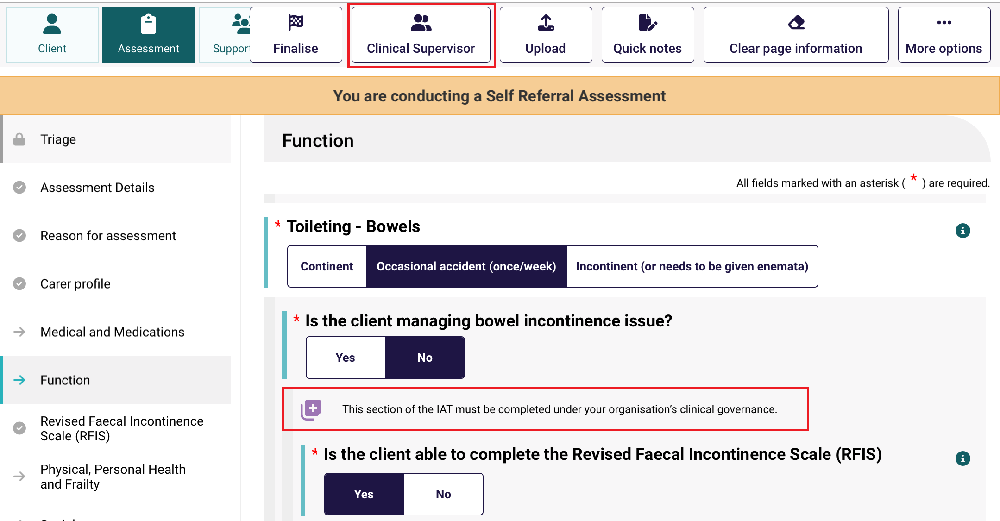 Client
Assessment
Support
Finalise
Clinical Supervisor
Upload
Quick notes
Clear page information
More options
You are conducting a Self Referral Assessment
Triage
Assessment Details
Reason for assessment
Carer profile
Medical and Medications
Function
Revised Faecal Incontinence
Scale (RFIS)
Physical, Personal Health
and Frailty
Function
All fields marked with an asterisk ( * ) are required.
* Toileting - Bowels
Continent
Occasional accident (once/week)
Incontinent (or needs to be given enemata)
* Is the client managing bowel incontinence issue?
Yes
No
This section of the IAT must be completed under your organisation’s clinical governance.
* Is the client able to complete the Revised Faecal Incontinence Scale (RFIS)
Yes
No